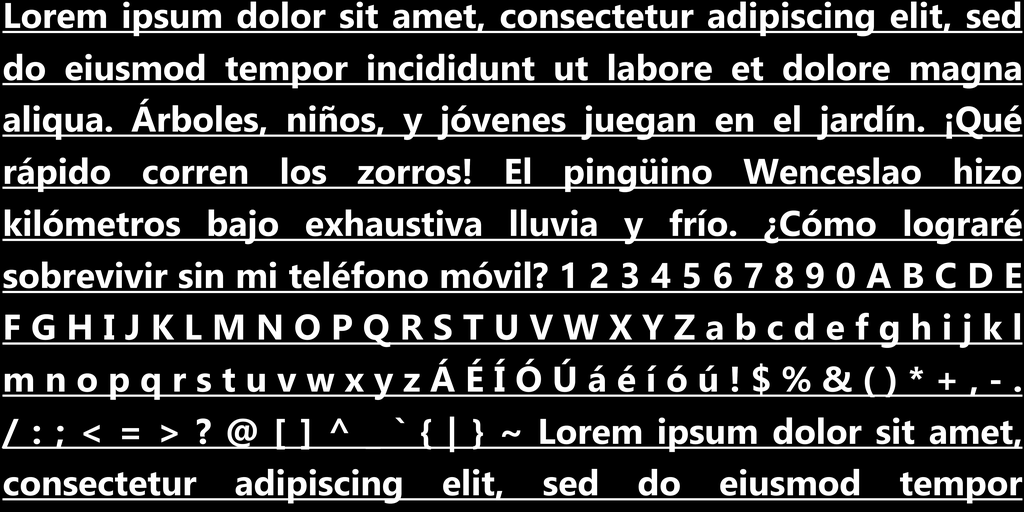 Lorem ipsum dolor sit amet, consectetur adipiscing elit, sed
do eiusmod tempor incididunt ut labore et dolore magna
aliqua. Árboles, niños, y jóvenes juegan en el jardín. ¡Qué
rápido corren los zorros! El pingüino Wenceslao hizo
kilómetros bajo exhaustiva lluvia y frío. ¿Cómo lograré
sobrevivir sin mi teléfono móvil? 1 2 3 4 5 6 7 8 9 0 A B C D E
F G H I J K L M N O P Q R S T U V W X Y Z a b c d e f g h i j k l
m n o p q r s t u v w x y z Á É Í Ó Ú á é í ó ú ! $ % & ( ) * + , - .
/ : ; < = > ? @ [ ] ^ _ ` { | } ~ Lorem ipsum dolor sit amet,
consectetur adipiscing elit, sed do eiusmod tempor